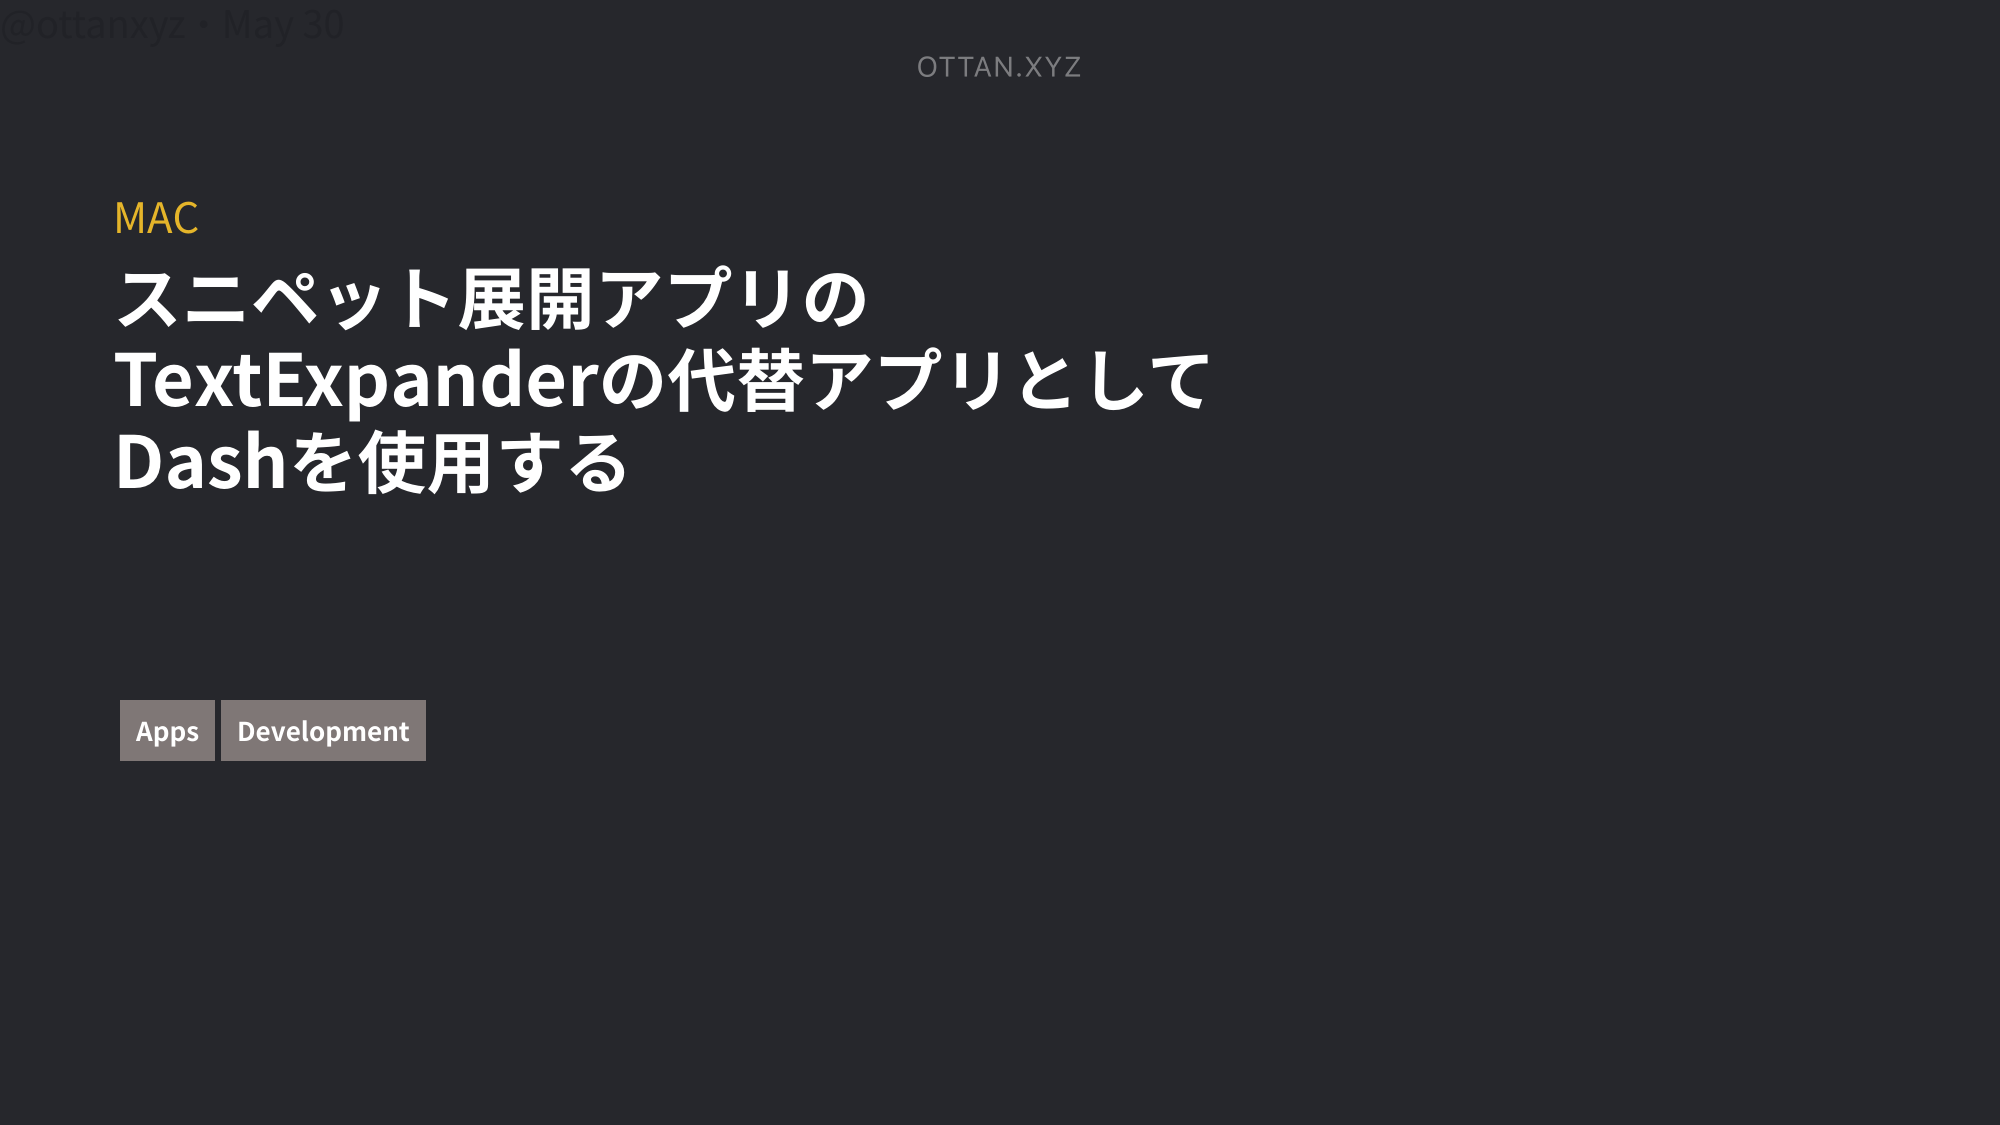 @ottanxyz・May 30
OTTAN.XYZ
MAC
スニペット展開アプリの
TextExpanderの代替アプリとして
Dashを使用する
Apps Development